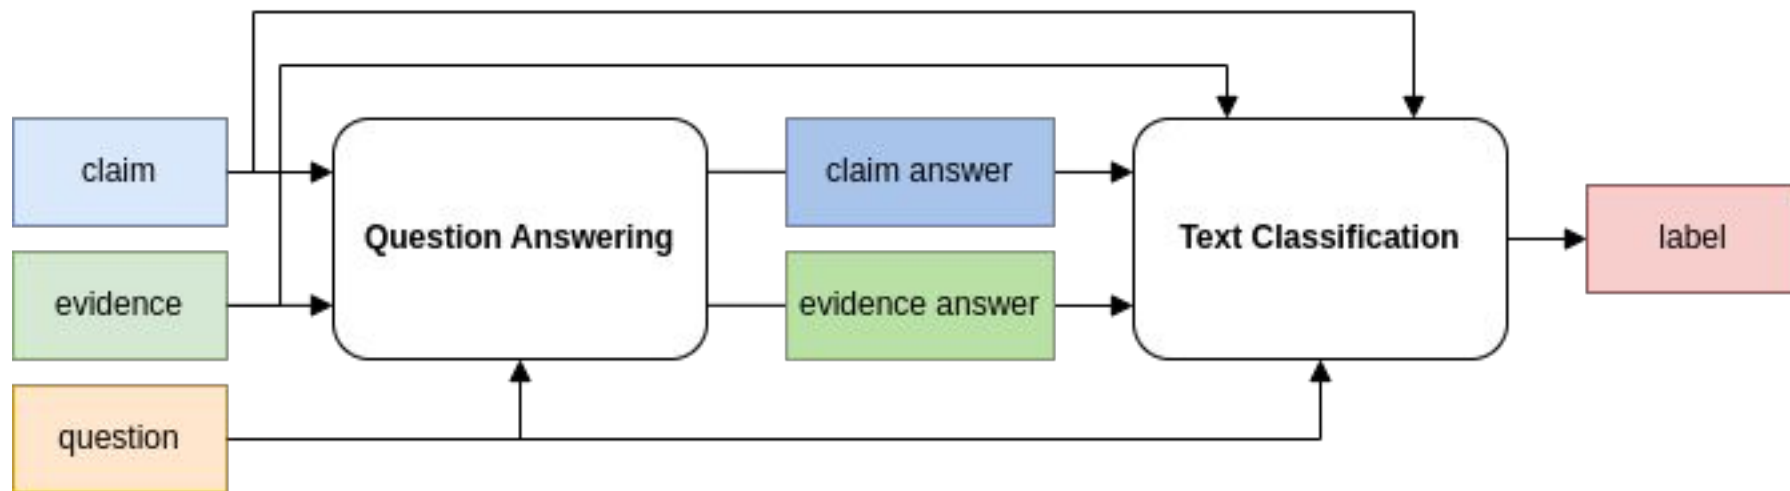 claim
evidence
question
Question Answering
claim answer
evidence answer
Text Classification
label